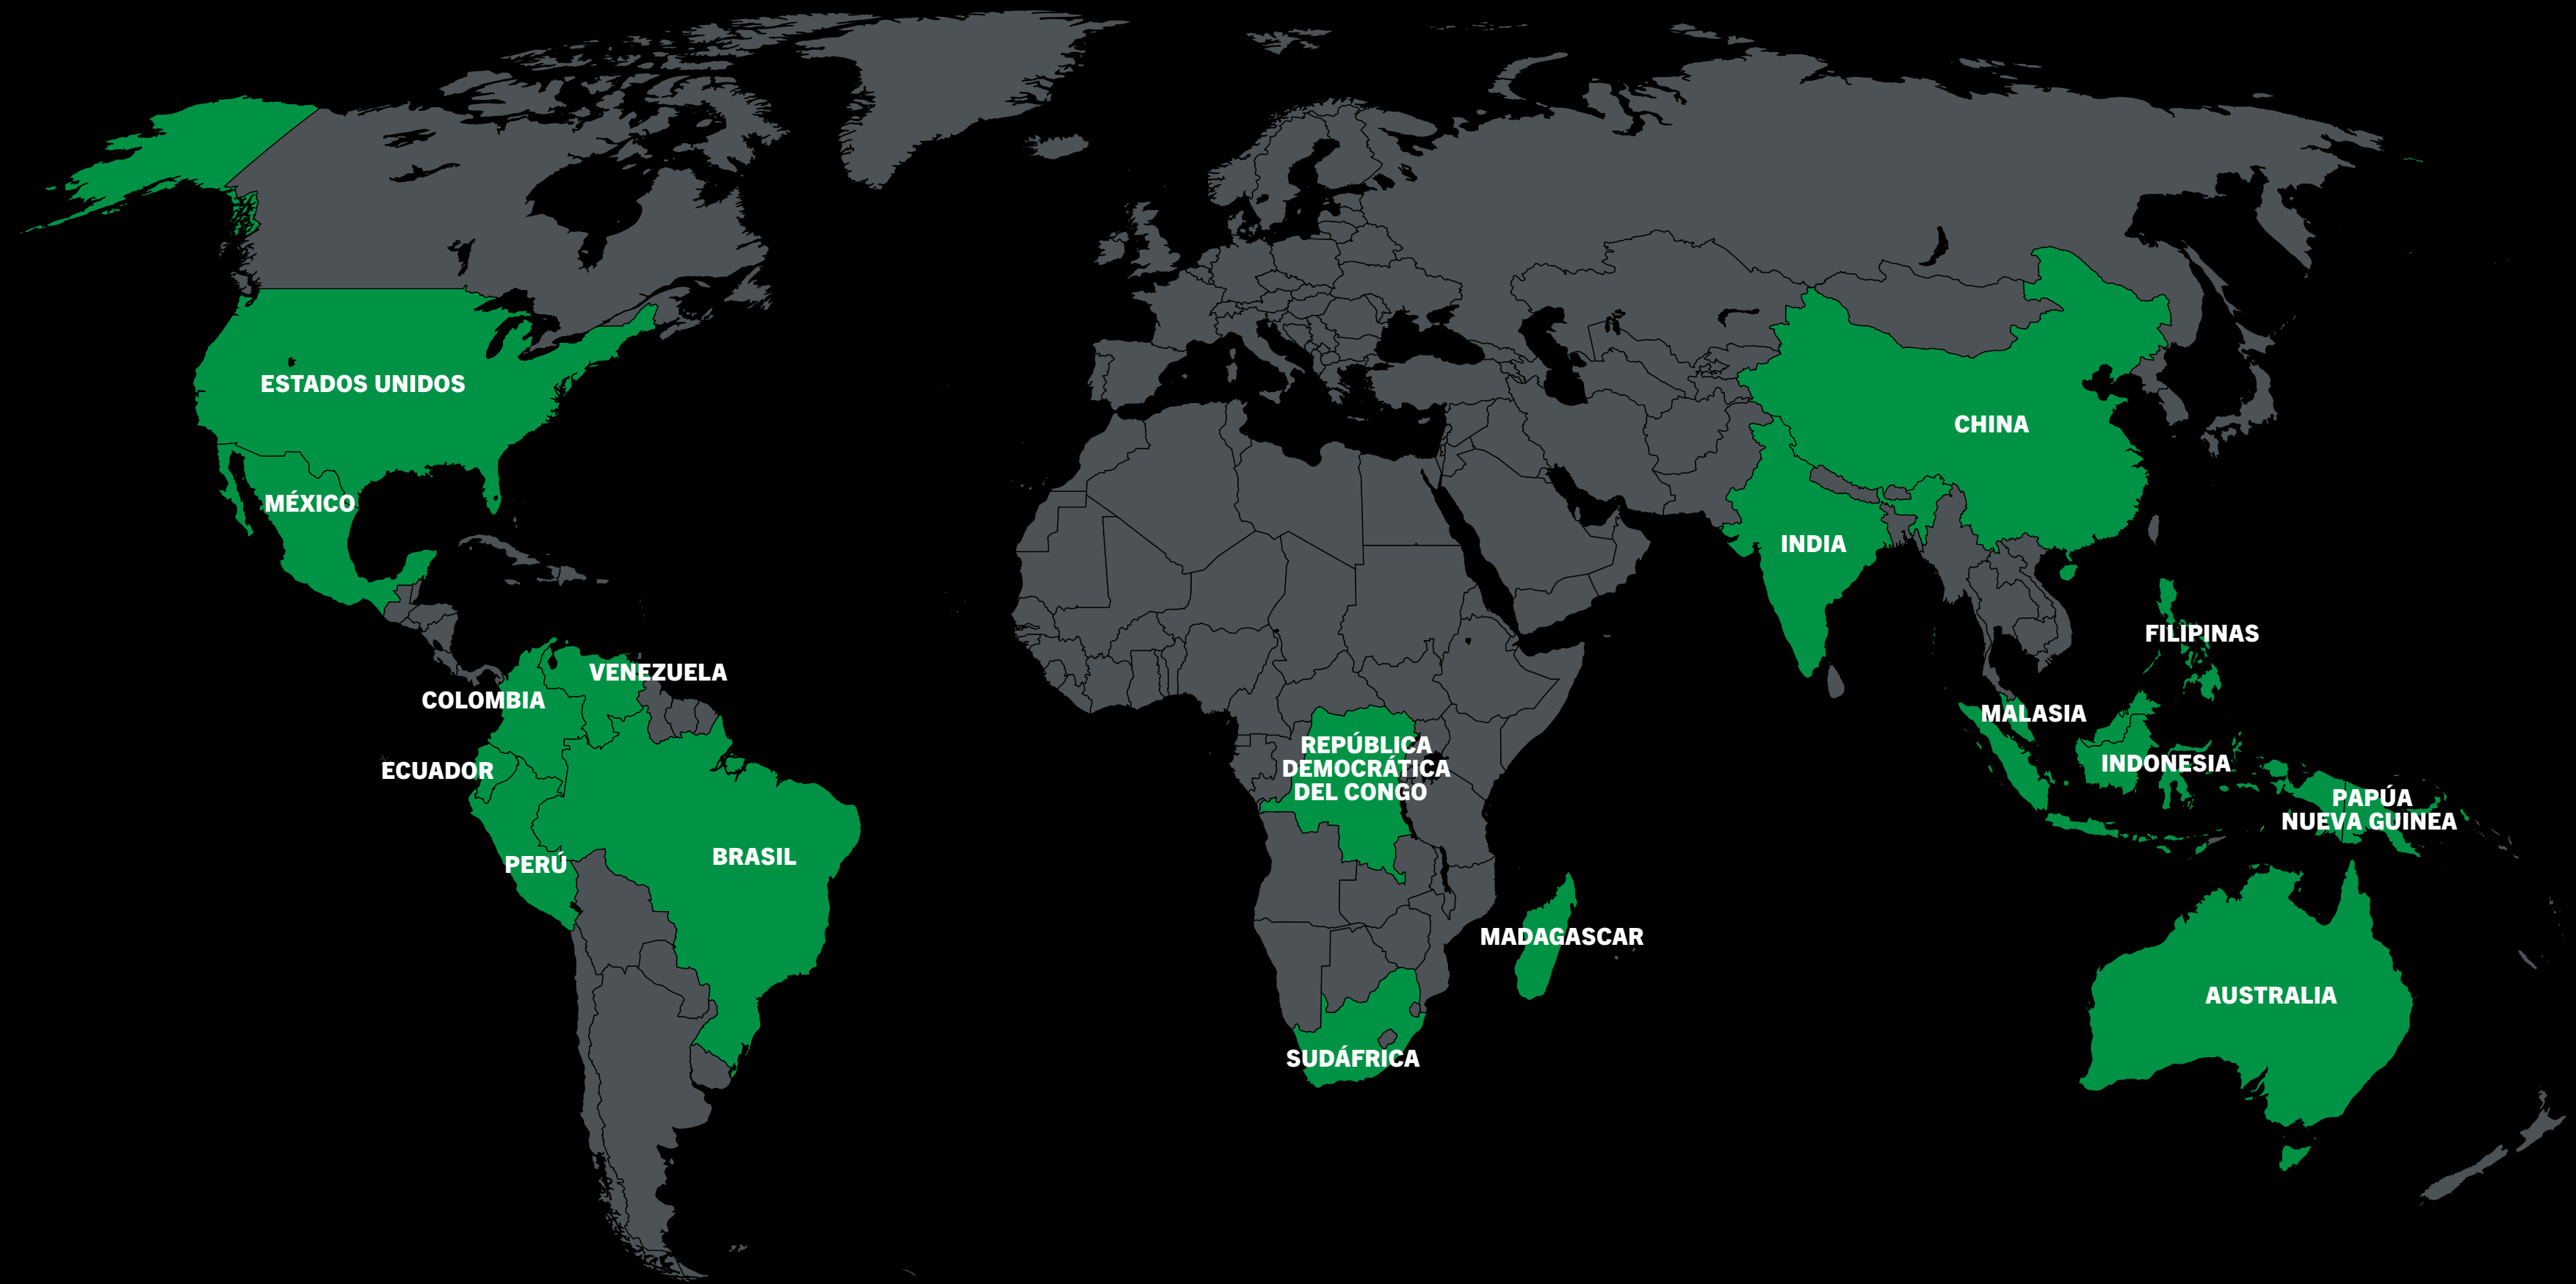 ESTADOS UNIDOS
MÉXICO
VENEZUELA
COLOMBIA
ECUADOR
PERÚ
BRASIL
REPÚBLICA
DEMOCRÁTICA
DEL CONGO
MADAGASCAR
SUDÁFRICA
CHINA
INDIA
FILIPINAS
MALASIA
INDONESIA
PAPÚA
NUEVA GUINEA
AUSTRALIA